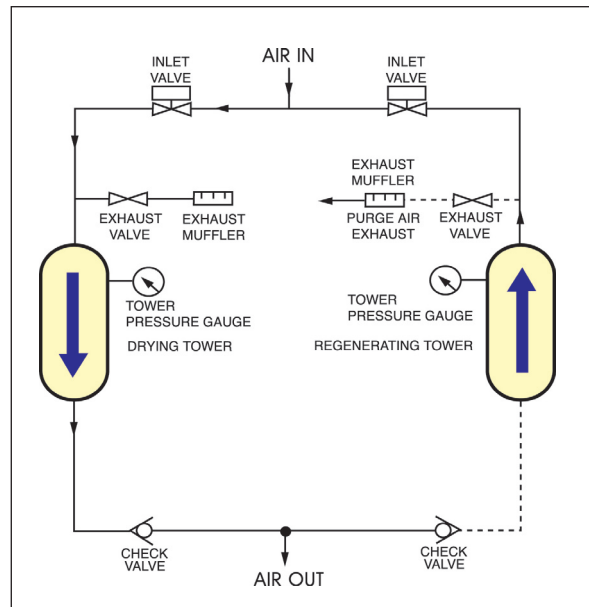 AIR IN
INLET
VALVE
INLET
VALVE
EXHAUST
VALVE
EXHAUST
MUFFLER
EXHAUST
MUFFLER
PURGE AIR
EXHAUST
EXHAUST
VALVE
TOWER
PRESSURE GAUGE
DRYING TOWER
TOWER
PRESSURE GAUGE
REGENERATING TOWER
CHECK
VALVE
AIR OUT
CHECK
VALVE